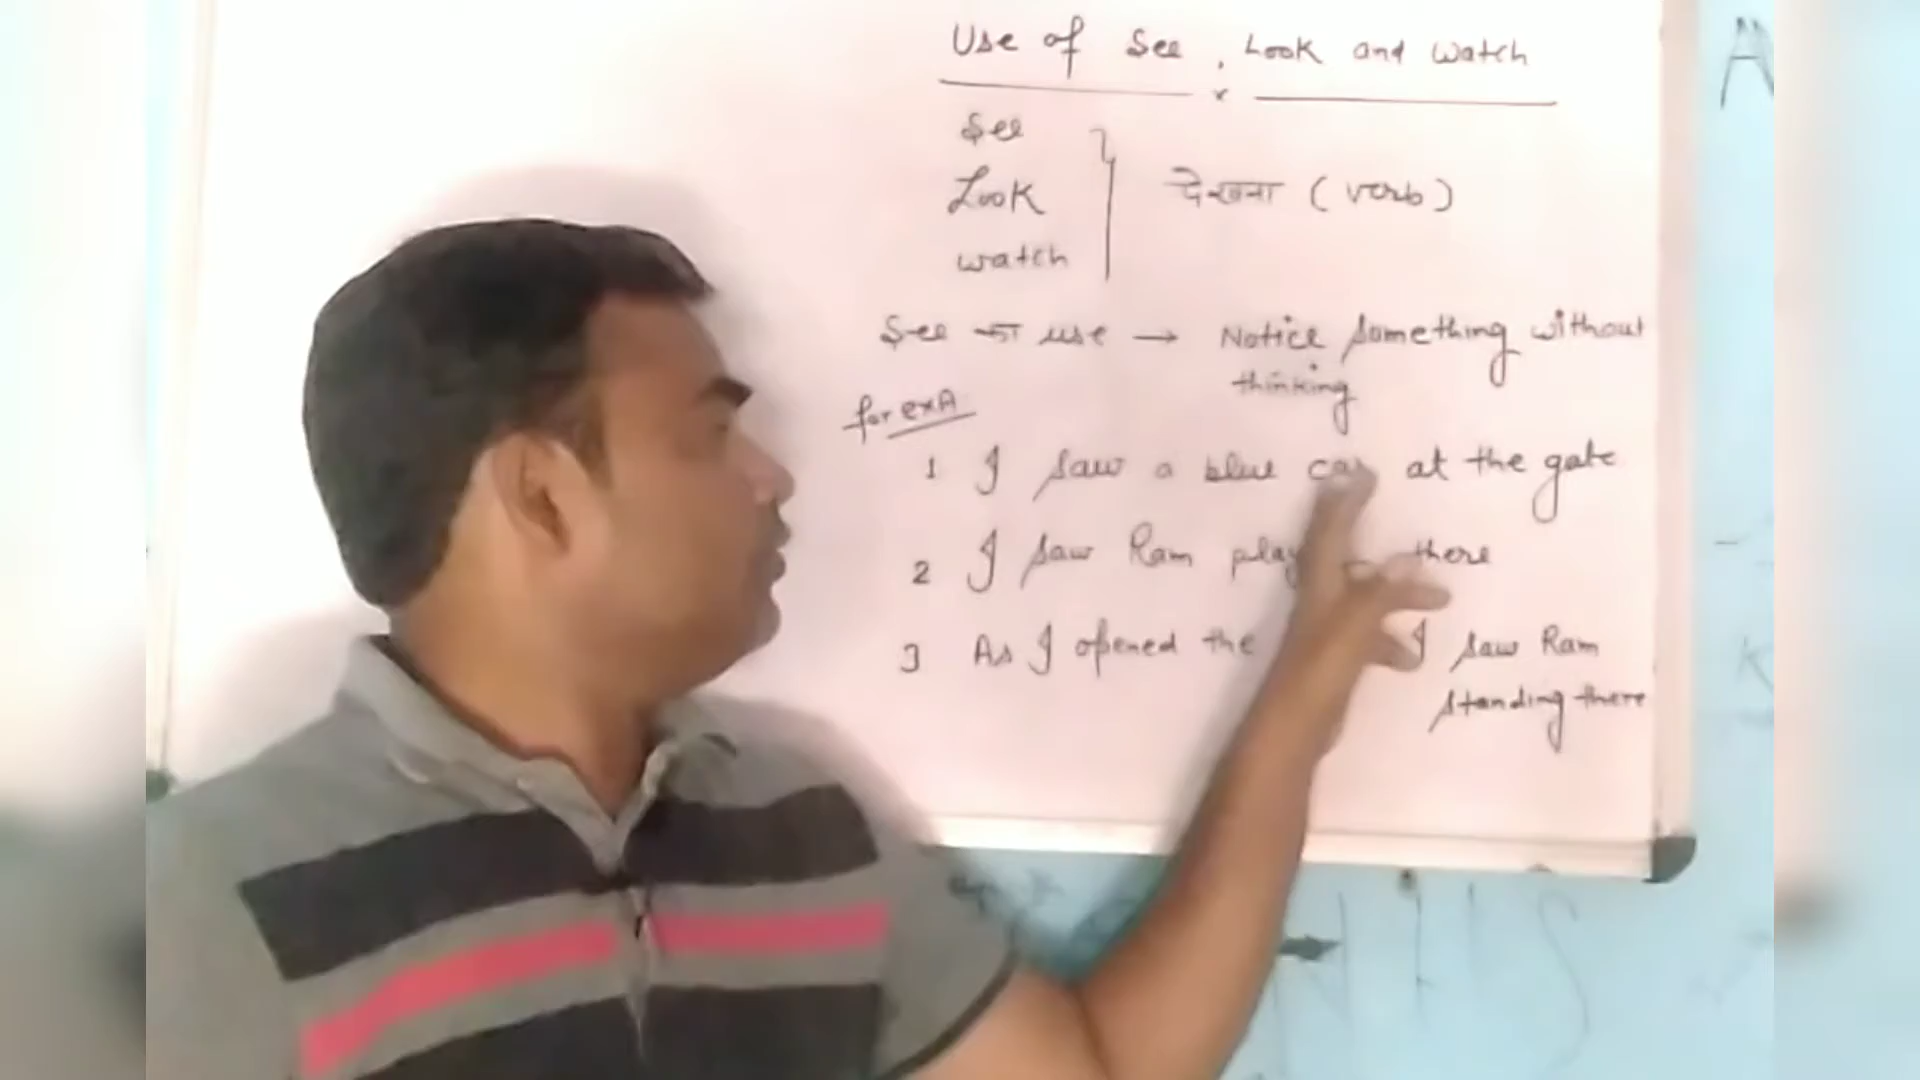 Use of See, Look and watch
See
Look
watch
देखना (verb)
See का use → Notice something without
thinking
for exA
1 I saw a blue car at the gate
2 I saw Ram there
3 As I opened the I saw Ram
standing there